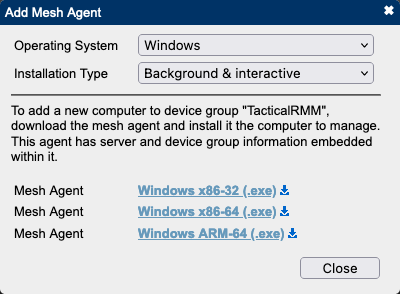 Add Mesh Agent
Operating System Windows
Installation Type Background & interactive
To add a new computer to device group "TacticalRMM",
download the mesh agent and install it the computer to manage.
This agent has server and device group information embedded
within it.
Mesh Agent Windows x86-32 (.exe)
Mesh Agent Windows x86-64 (.exe)
Mesh Agent Windows ARM-64 (.exe)
Close